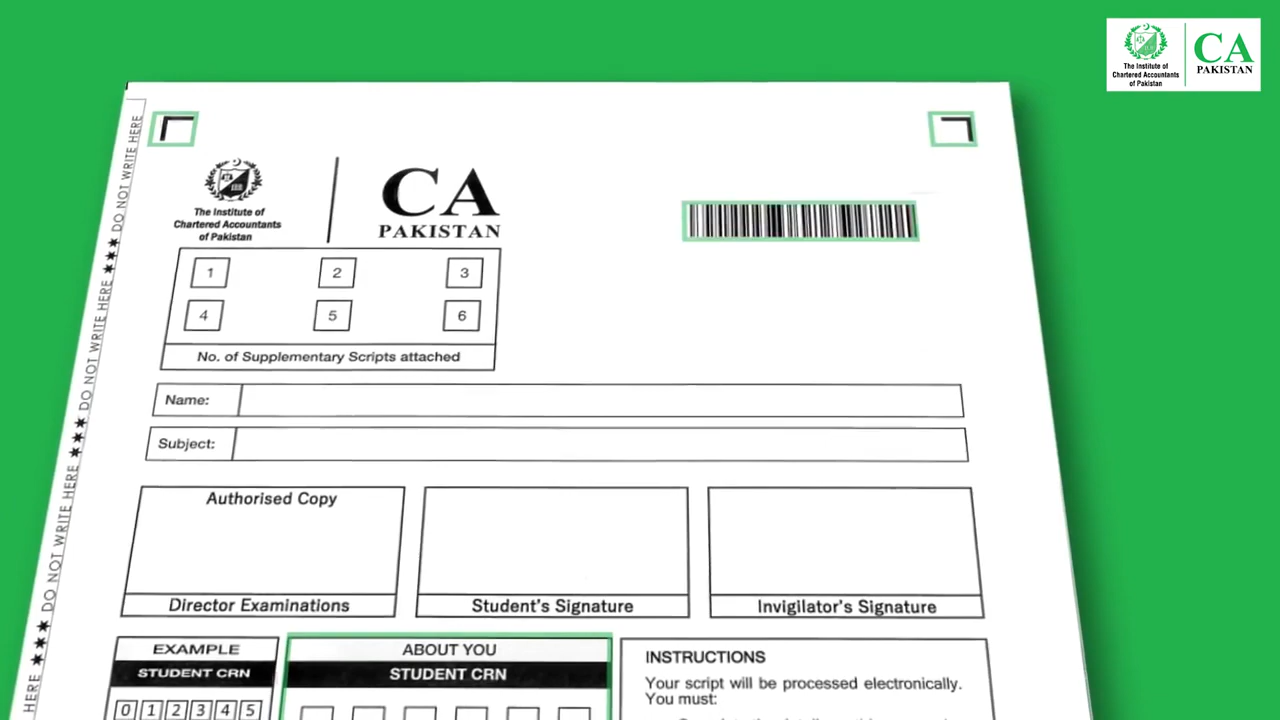 The Institute of
Chartered Accountants
of Pakistan
CA
PAKISTAN
DO NOT WRITE HERE ★★★ DO NOT WRITE HERE ★★★ DO NOT WRITE HERE ★★★ DO NOT WRITE HERE ★★★ HERE
The Institute of
Chartered Accountants
of Pakistan
CA
PAKISTAN
1 2 3
4 5 6
No. of Supplementary Scripts attached
Name:
Subject:
Authorised Copy
Director Examinations
Student's Signature
Invigilator's Signature
EXAMPLE
STUDENT CRN
0 1 2 3 4 5
ABOUT YOU
STUDENT CRN
INSTRUCTIONS
Your script will be processed electronically.
You must: